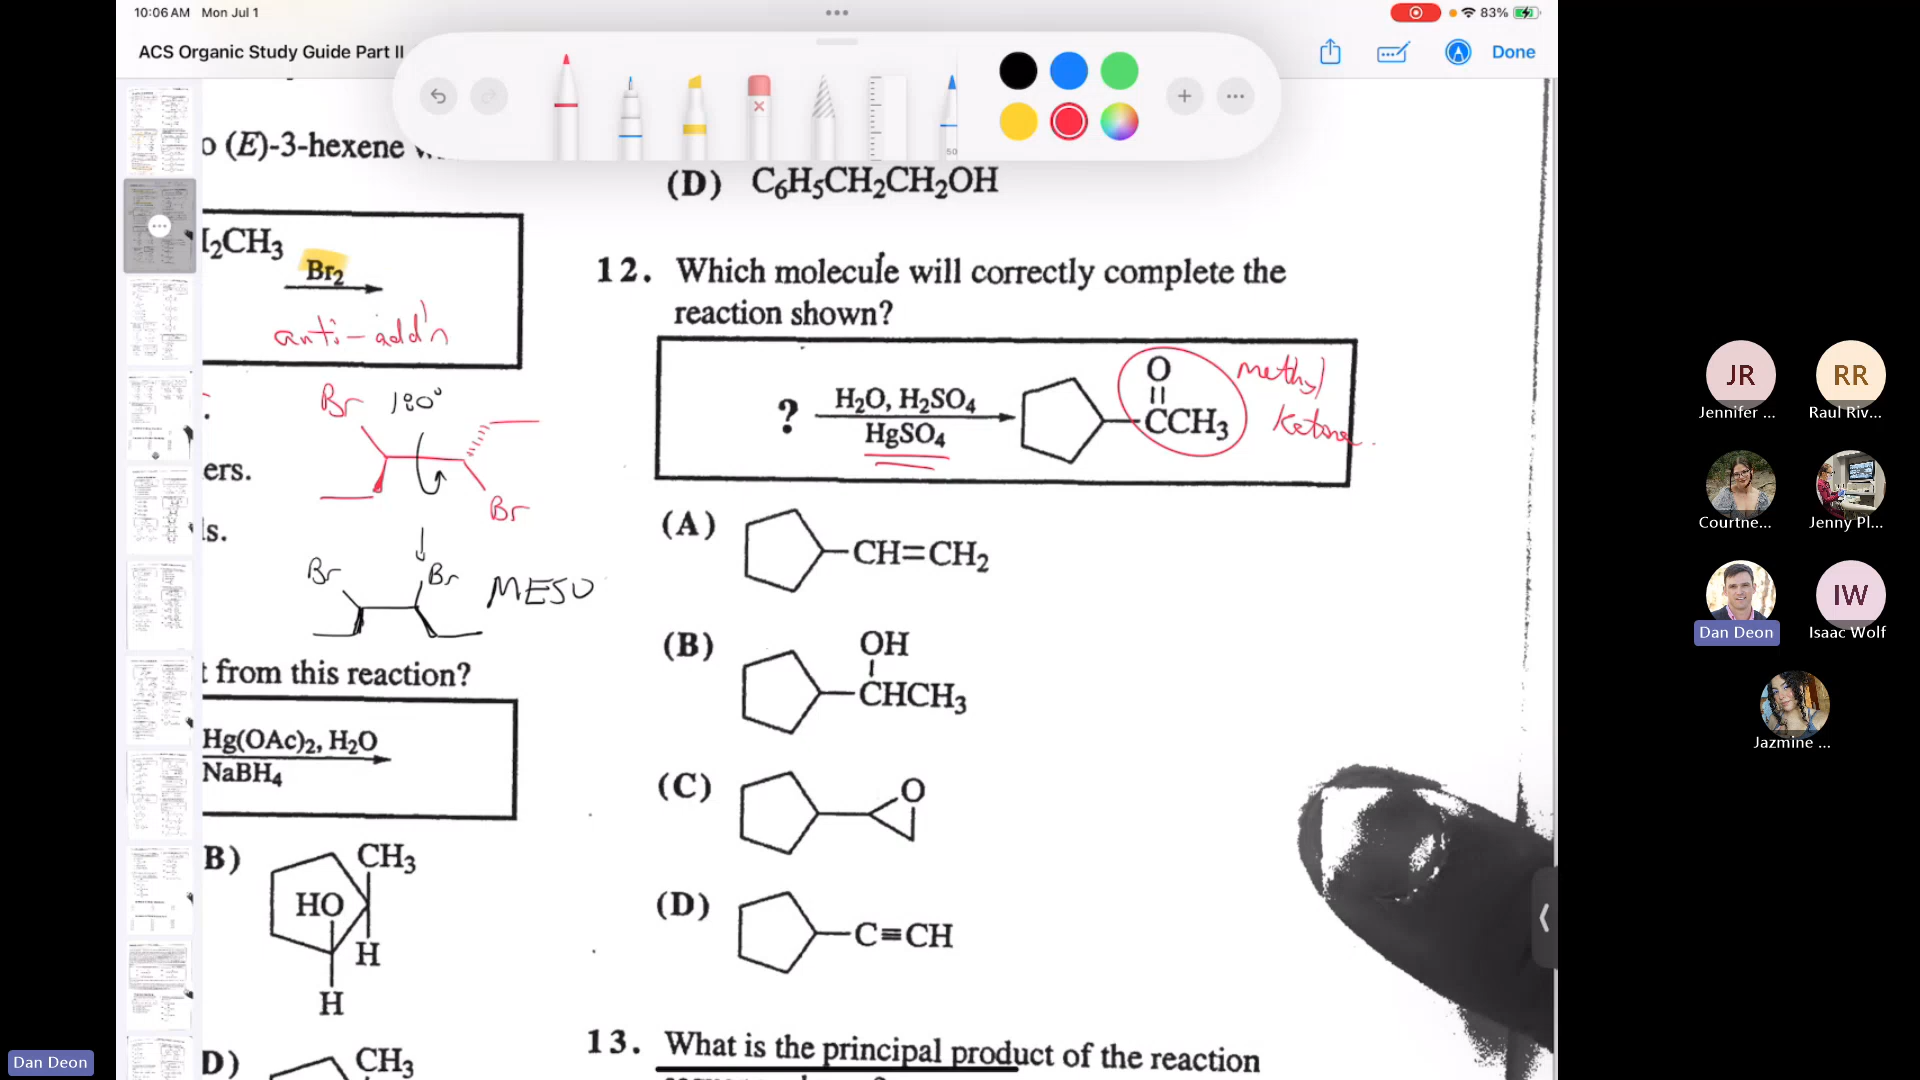 10:06 AM Mon Jul 1
83%
ACS Organic Study Guide Part II
Done
50
o (E)-3-hexene
I₂CH₃
Br₂
anti-add'n
Br 180°
Br
Br Br MESO
ers.
ls.
t from this reaction?
Hg(OAc)₂, H₂O
NaBH₄
B) CH₃
HO
H
H
D) CH₃
(D) C₆H₅CH₂CH₂OH
12. Which molecule will correctly complete the
reaction shown?
? H₂O, H₂SO₄
HgSO₄
O
CCH₃
methyl
ketone.
(A) CH=CH₂
(B) OH
CHCH₃
(C) O
(D) C≡CH
13. What is the principal product of the reaction
JR
Jennifer ...
RR
Raul Riv...
Courtne...
Jenny Pl...
Dan Deon
IW
Isaac Wolf
Jazmine ...
Dan Deon